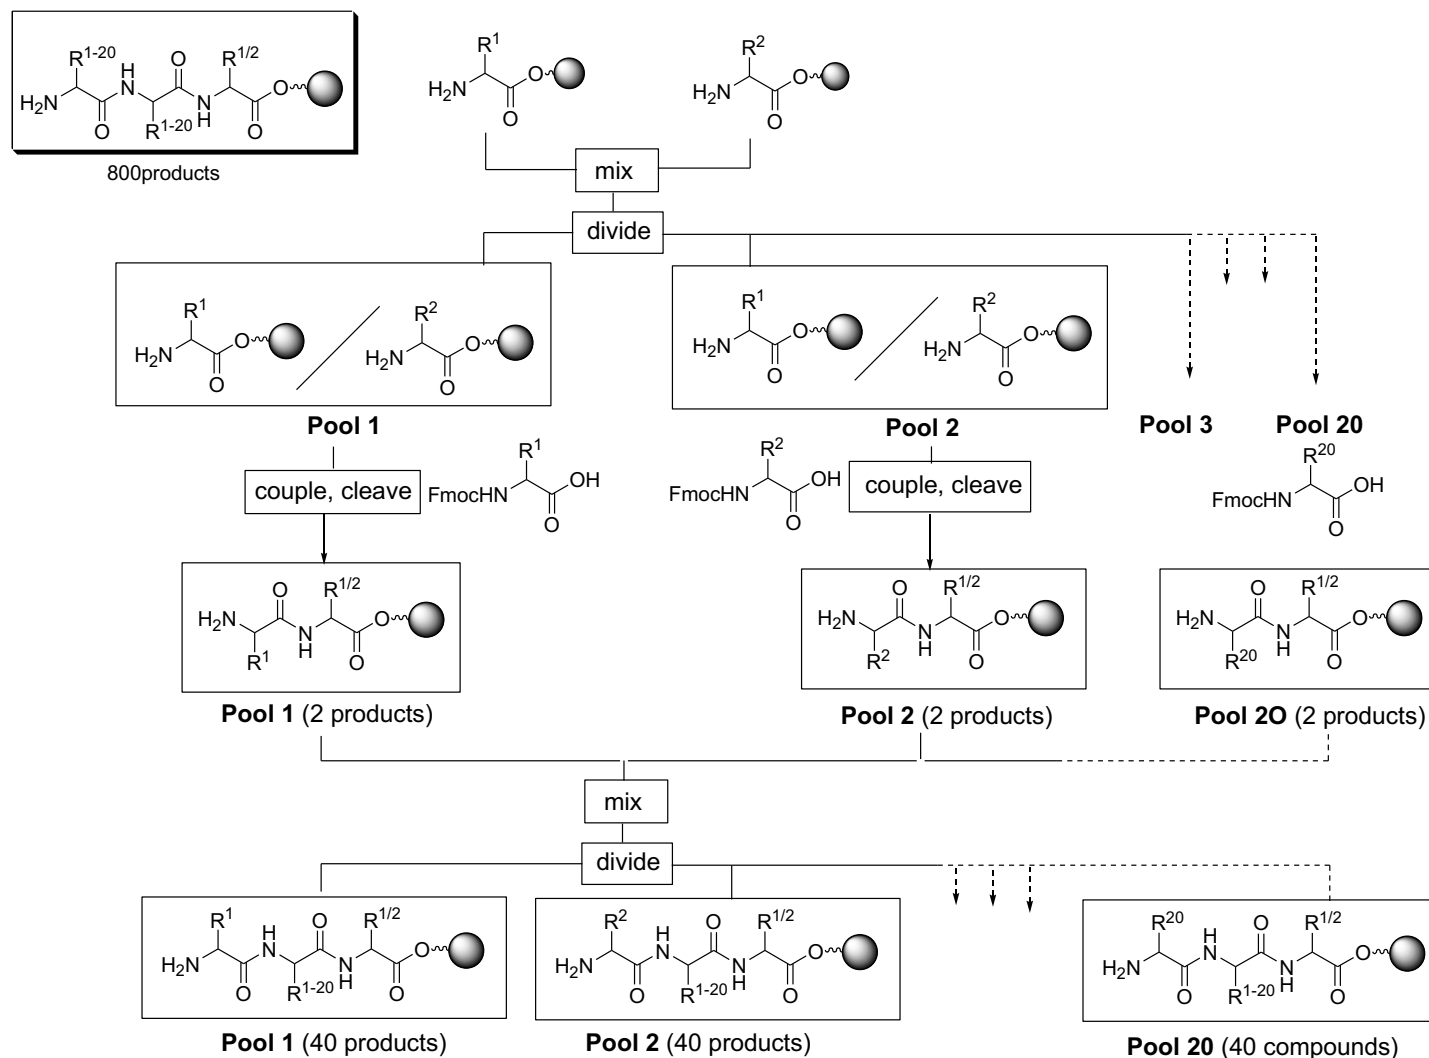 R1-20 O R1/2
H
N O
H2N N
O H O
R1-20
800products
R1
O
H2N
O
R2
O
H2N
O
mix
divide
R1
O
H2N
O
R2
O
H2N
O
R1
O
H2N
O
R2
O
H2N
O
Pool 1
Pool 2
Pool 3
Pool 20
couple, cleave
R1
OH
FmocHN
O
R2
OH
FmocHN
O
couple, cleave
R20
OH
FmocHN
O
O R1/2
H2N O
N
H O
R1
O R1/2
H2N O
N
H O
R2
O R1/2
H2N O
N
H O
R20
Pool 1 (2 products)
Pool 2 (2 products)
Pool 2O (2 products)
mix
divide
R1 O R1/2
H
N O
H2N N
O H O
R1-20
R2 O R1/2
H
N O
H2N N
O H O
R1-20
R20 O R1/2
H
N O
H2N N
O H O
R1-20
Pool 1 (40 products)
Pool 2 (40 products)
Pool 20 (40 compounds)